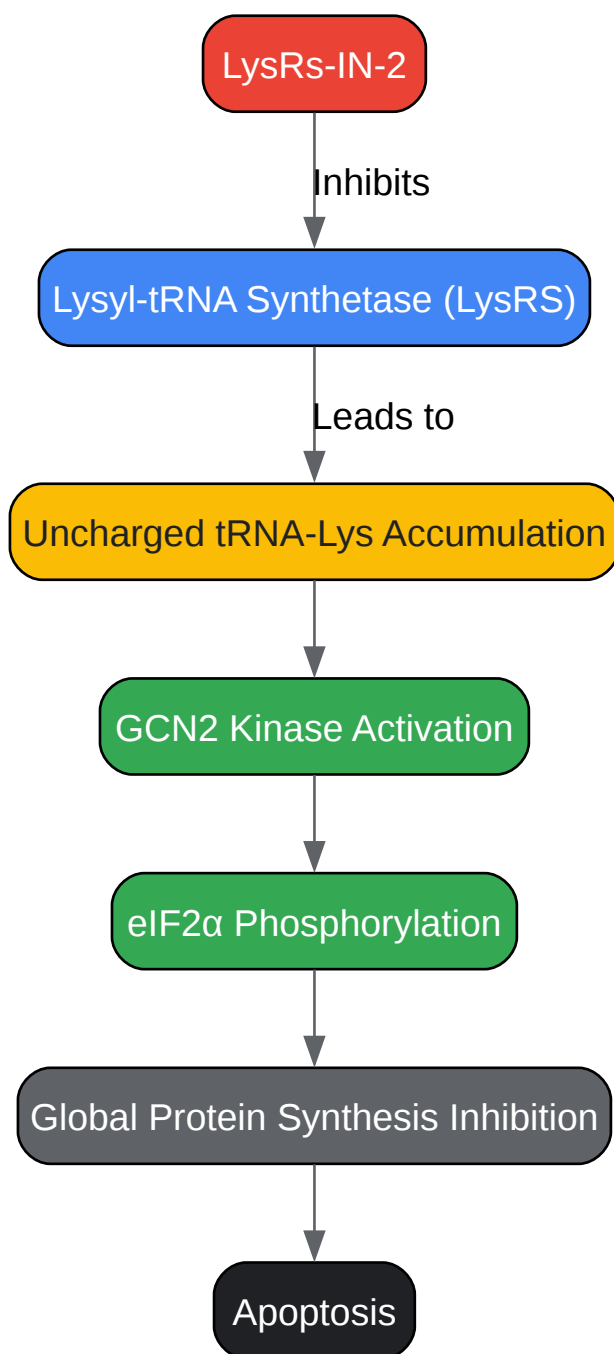 LysRs-IN-2
Inhibits
Lysyl-tRNA Synthetase (LysRS)
Leads to
Uncharged tRNA-Lys Accumulation
GCN2 Kinase Activation
eIF2α Phosphorylation
Global Protein Synthesis Inhibition
Apoptosis